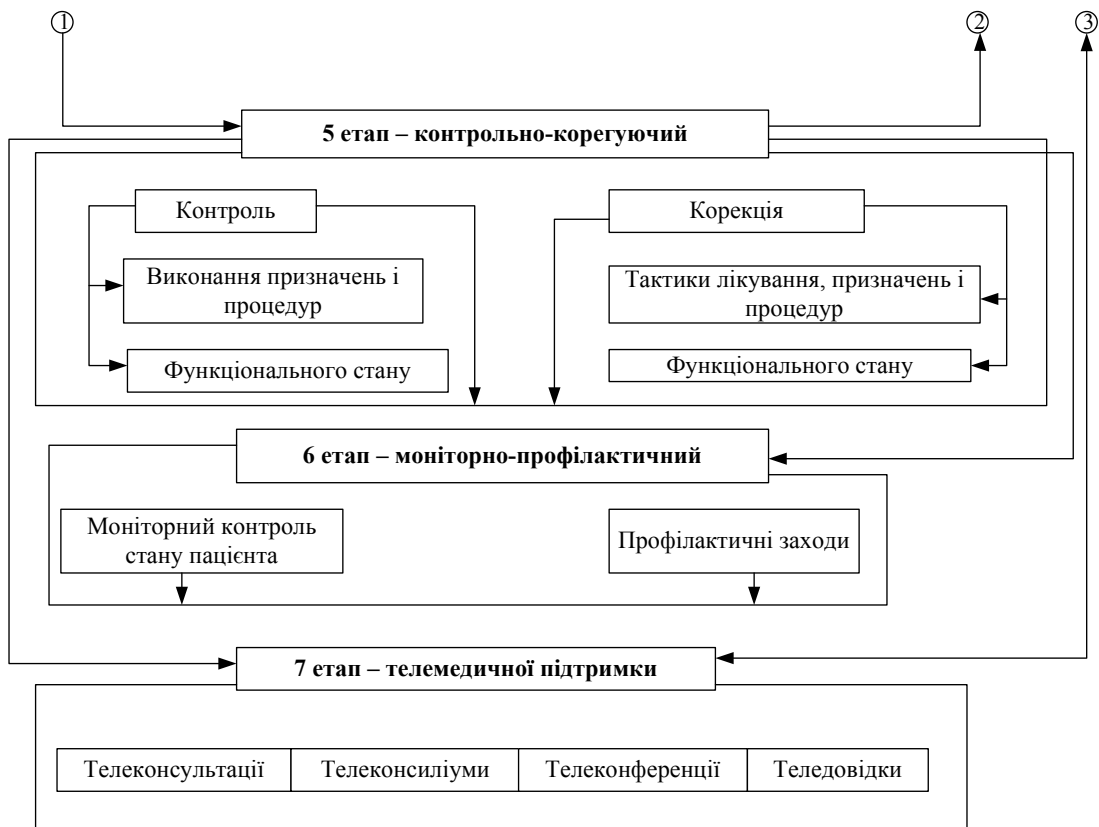 1
2
3
5 етап – контрольно-корегуючий
Контроль
Корекція
Виконання призначень і
процедур
Тактики лікування, призначень і
процедур
Функціонального стану
Функціонального стану
6 етап – моніторно-профілактичний
Моніторний контроль
стану пацієнта
Профілактичні заходи
7 етап – телемедичної підтримки
Телеконсультації
Телеконсиліуми
Телеконференції
Теледовідки